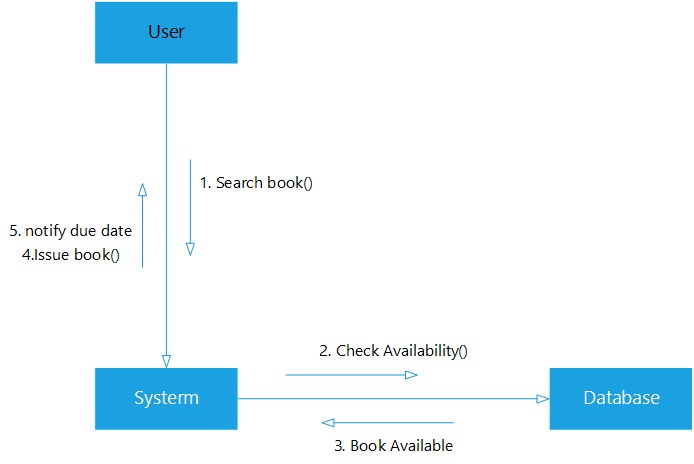 User
1. Search book()
5. notify due date
4.Issue book()
2. Check Availability()
Systerm
Database
3. Book Available